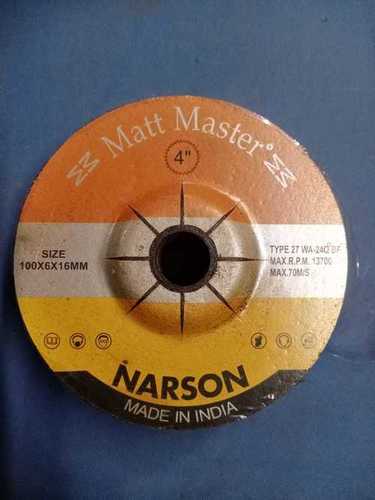 Matt Master
4"
SIZE
100X6X16MM
TYPE 27 WA-24Q BF
MAX.R.P.M. 13700
MAX.70M/S
NARSON
MADE IN INDIA